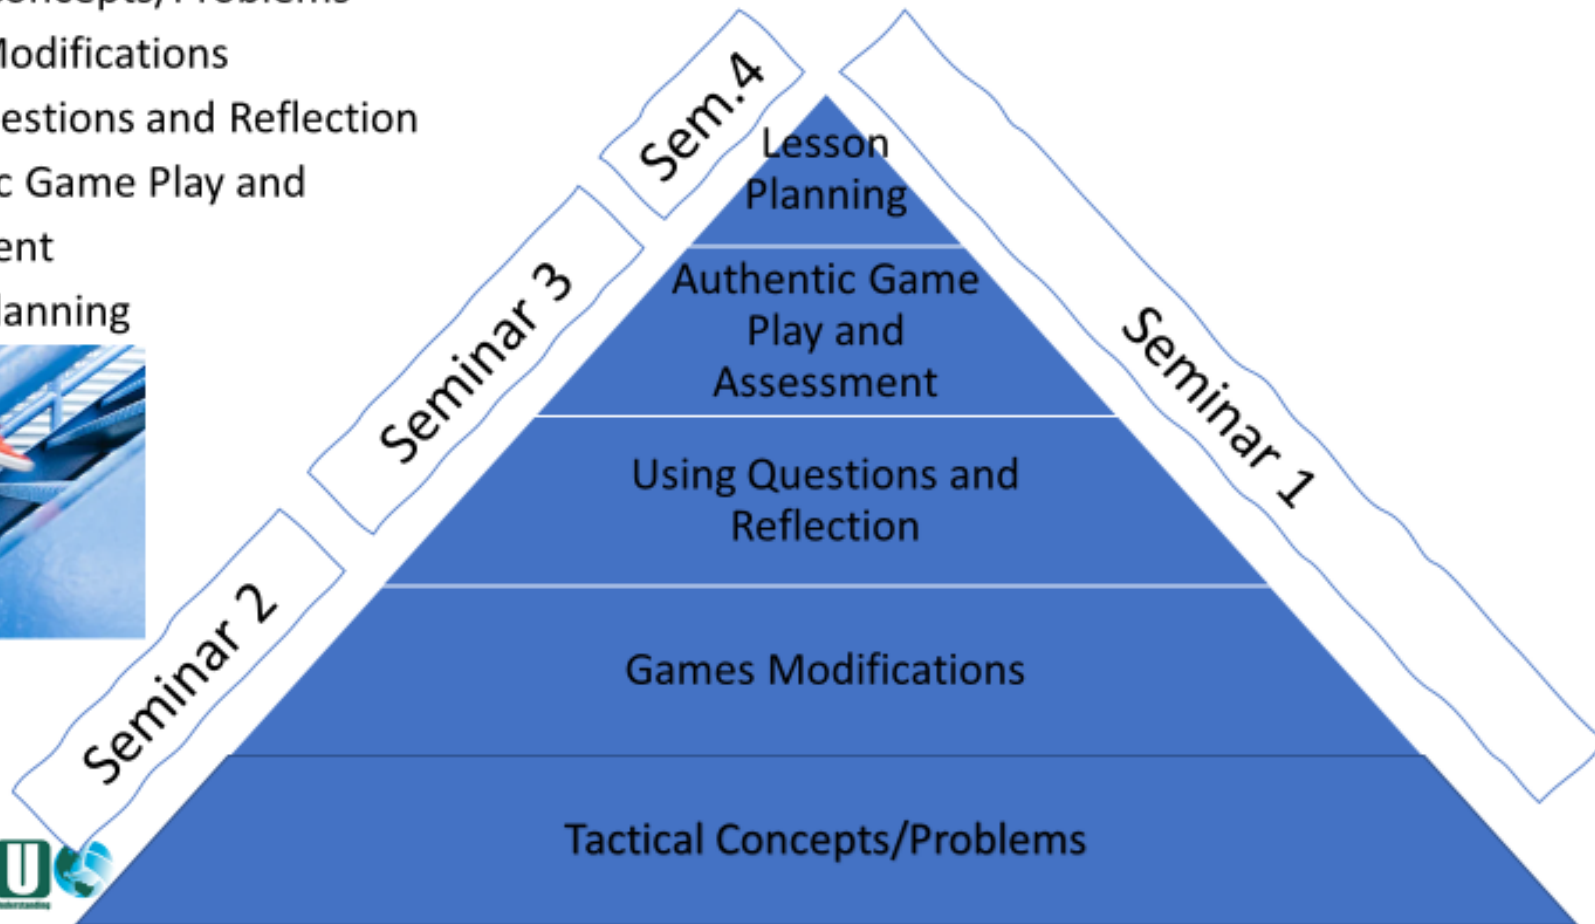 Modifications
estions and Reflection
c Game Play and
ent
lanning
Sem.4
Seminar 3
Seminar 2
Seminar 1
Lesson
Planning
Authentic Game
Play and
Assessment
Using Questions and
Reflection
Games Modifications
Tactical Concepts/Problems
U